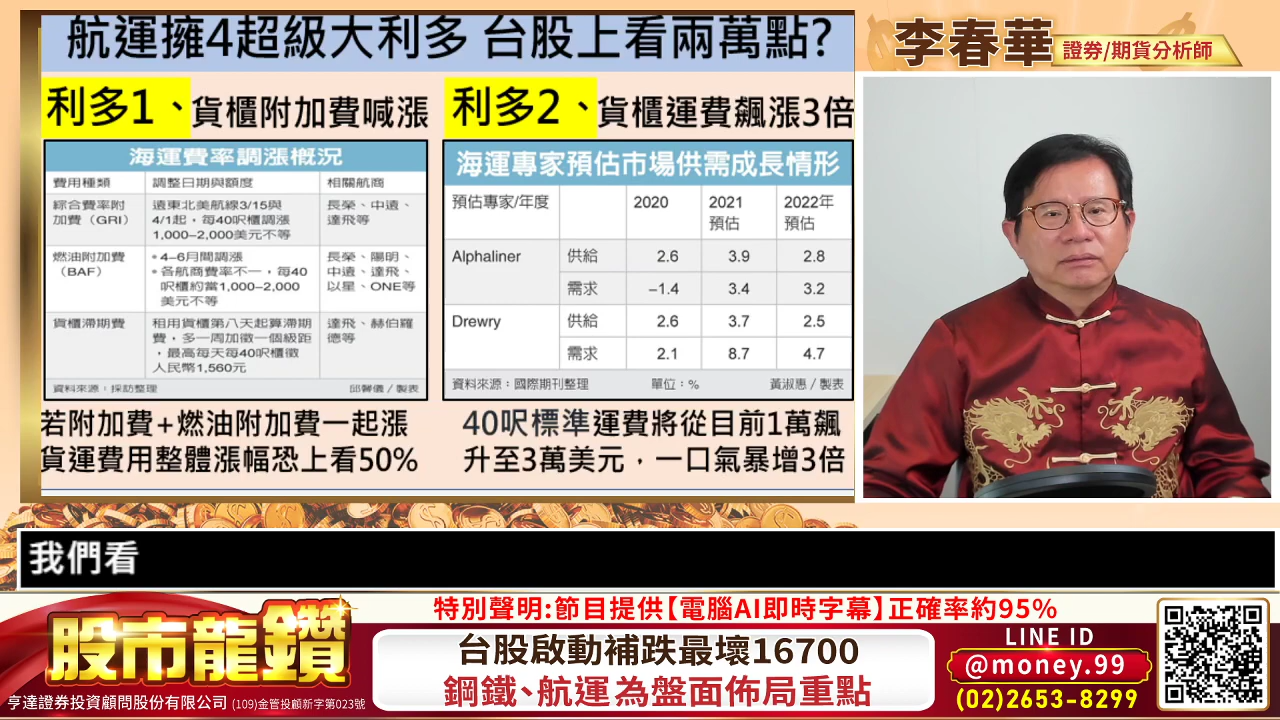 航運擁4超級大利多 台股上看兩萬點?
李春華 證券/期貨分析師
利多1、貨櫃附加費喊漲
海運費率調漲概況
費用種類 調整日期與額度 相關航商
綜合費率附 遠東北美航線3/15與 長榮、中遠、
加費（GRI） 4/1起，每40呎櫃調漲 達飛等
1,000–2,000美元不等
燃油附加費 •4–6月間調漲 長榮、陽明、
（BAF） •各航商費率不一，每40 中遠、達飛、
呎櫃約當1,000–2,000 以星、ONE等
美元不等
貨櫃滯期費 租用貨櫃第八天起算滯期 達飛、赫伯羅
費，多一周加徵一個級距 德等
，最高每天每40呎櫃徵
人民幣1,560元
資料來源：採訪整理 邱馨儀／製表
若附加費+燃油附加費一起漲
貨運費用整體漲幅恐上看50%
利多2、貨櫃運費飆漲3倍
海運專家預估市場供需成長情形
預估專家/年度 2020 2021 2022年
預估 預估
Alphaliner 供給 2.6 3.9 2.8
需求 –1.4 3.4 3.2
Drewry 供給 2.6 3.7 2.5
需求 2.1 8.7 4.7
資料來源：國際期刊整理 單位：% 黃淑惠／製表
40呎標準運費將從目前1萬飆
升至3萬美元，一口氣暴增3倍
我們看
特別聲明:節目提供【電腦AI即時字幕】正確率約95%
股市龍鑽
亨達證券投資顧問股份有限公司 (109)金管投顧新字第023號
台股啟動補跌最壞16700
鋼鐵、航運為盤面佈局重點
LINE ID
@money.99
(02)2653-8299